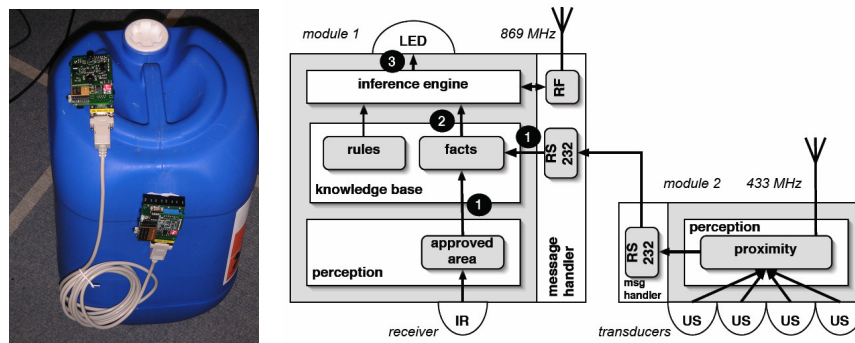 module 1
LED
869 MHz
3
inference engine
RF
2
1
rules
facts
RS
232
knowledge base
1
module 2
433 MHz
perception
approved
area
perception
message
handler
RS
232
proximity
msg
handler
receiver
IR
transducers
US
US
US
US